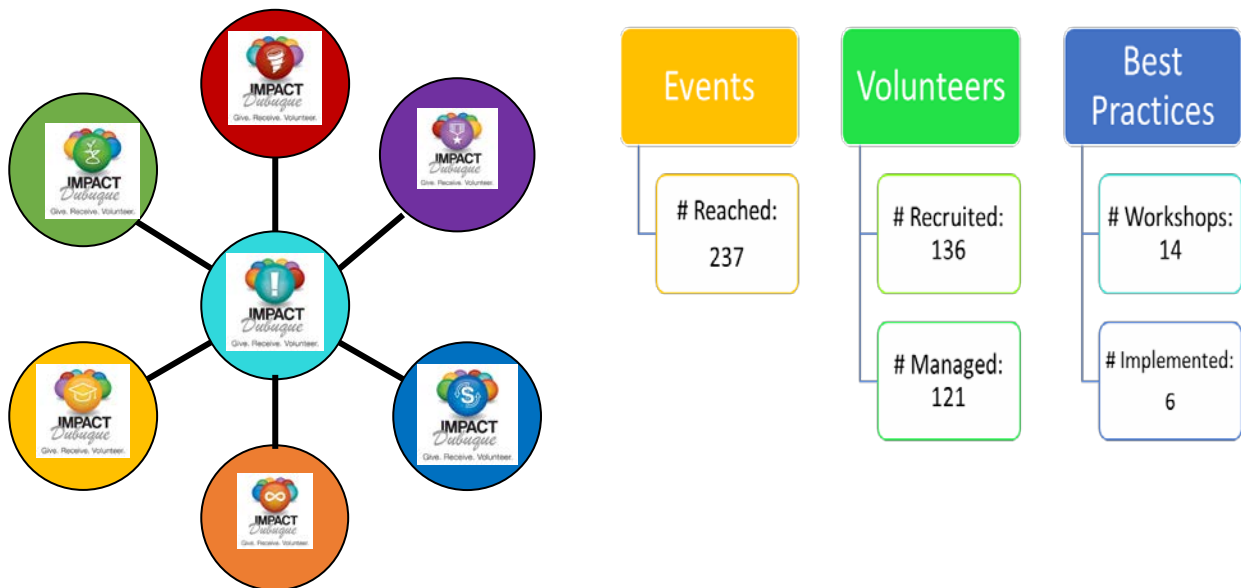 IMPACT
Dubuque
Give. Receive. Volunteer.
IMPACT
Dubuque
Give. Receive. Volunteer.
IMPACT
Dubuque
Give. Receive. Volunteer.
!
IMPACT
Dubuque
Give. Receive. Volunteer.
IMPACT
Dubuque
Give. Receive. Volunteer.
S
IMPACT
Dubuque
Give. Receive. Volunteer.
IMPACT
Dubuque
Give. Receive. Volunteer.
Events
# Reached:
237
Volunteers
# Recruited:
136
# Managed:
121
Best
Practices
# Workshops:
14
# Implemented:
6